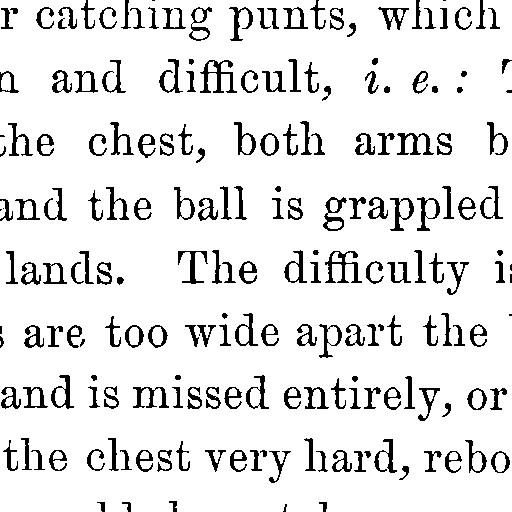 r catching punts, which
n and difficult, i. e. :
the chest, both arms b
and the ball is grappled
lands. The difficulty is
s are too wide apart the
and is missed entirely, or
the chest very hard, rebo